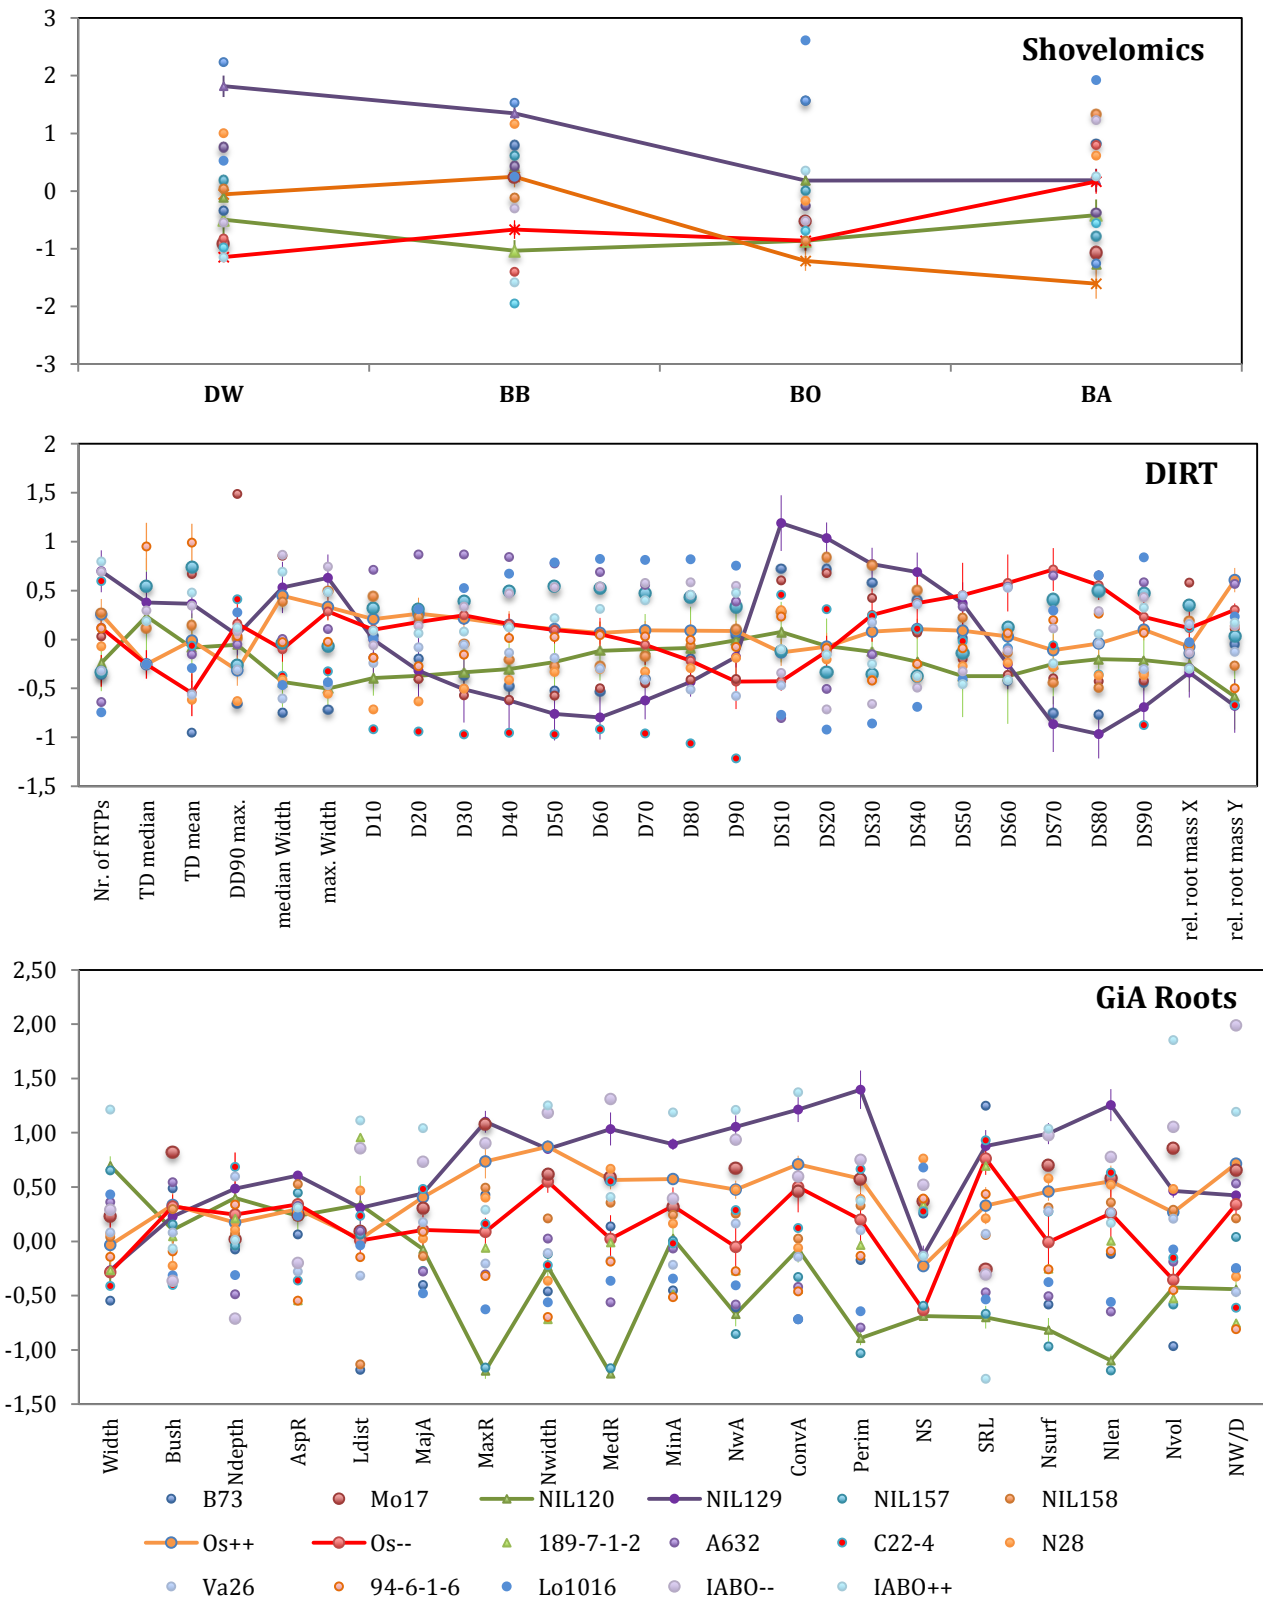 Shovelomics
3
2
1
0
-1
-2
-3
DW BB BO BA
DIRT
2
1,5
1
0,5
0
-0,5
-1
-1,5
Nr. of RTPs
TD median
TD mean
DD90 max.
median Width
max. Width
D10
D20
D30
D40
D50
D60
D70
D80
D90
DS10
DS20
DS30
DS40
DS50
DS60
DS70
DS80
DS90
rel. root mass X
rel. root mass Y
GiA Roots
2,50
2,00
1,50
1,00
0,50
0,00
-0,50
-1,00
-1,50
Width
Bush
Ndepth
AspR
Ldist
MajA
MaxR
Nwidth
MedR
MinA
NwA
ConvA
Perim
NS
SRL
Nsurf
Nlen
Nvol
NW/D
B73 Mo17 NIL120 NIL129 NIL157 NIL158
Os++ Os-- 189-7-1-2 A632 C22-4 N28
Va26 94-6-1-6 Lo1016 IABO-- IABO++